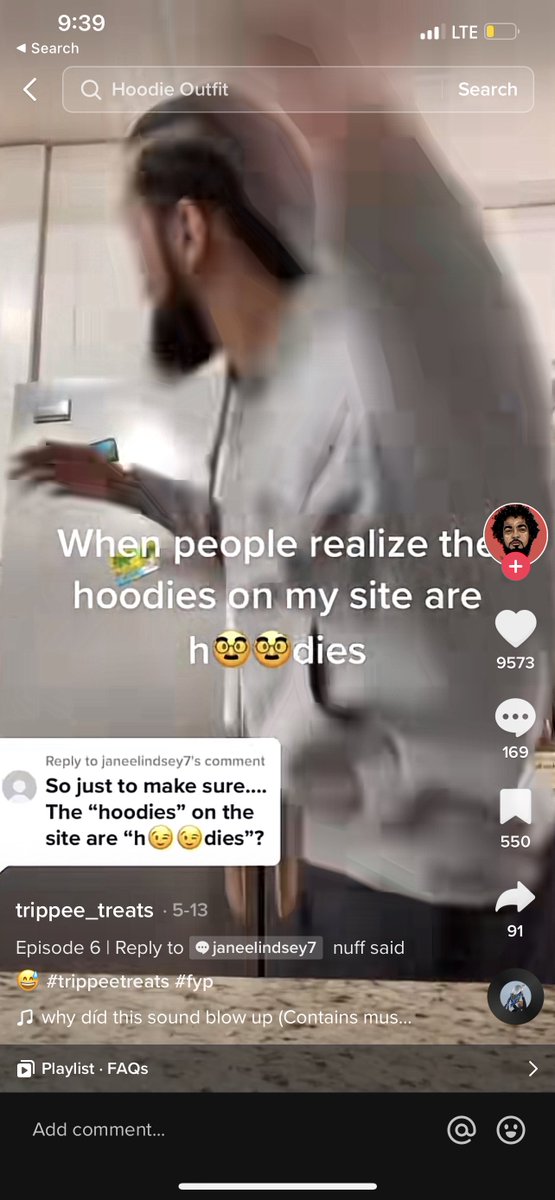 9:39
LTE
◀ Search
Hoodie Outfit
Search
When people realize the
hoodies on my site are
h🥸🥸dies
9573
169
550
91
Reply to janeelindsey7's comment
So just to make sure....
The “hoodies” on the
site are “h😉😉dies”?
trippee_treats · 5-13
Episode 6 | Reply to 💬janeelindsey7 nuff said
😅 #trippeetreats #fyp
♫ why díd this sound blow up (Contains mus...
Playlist · FAQs
Add comment...